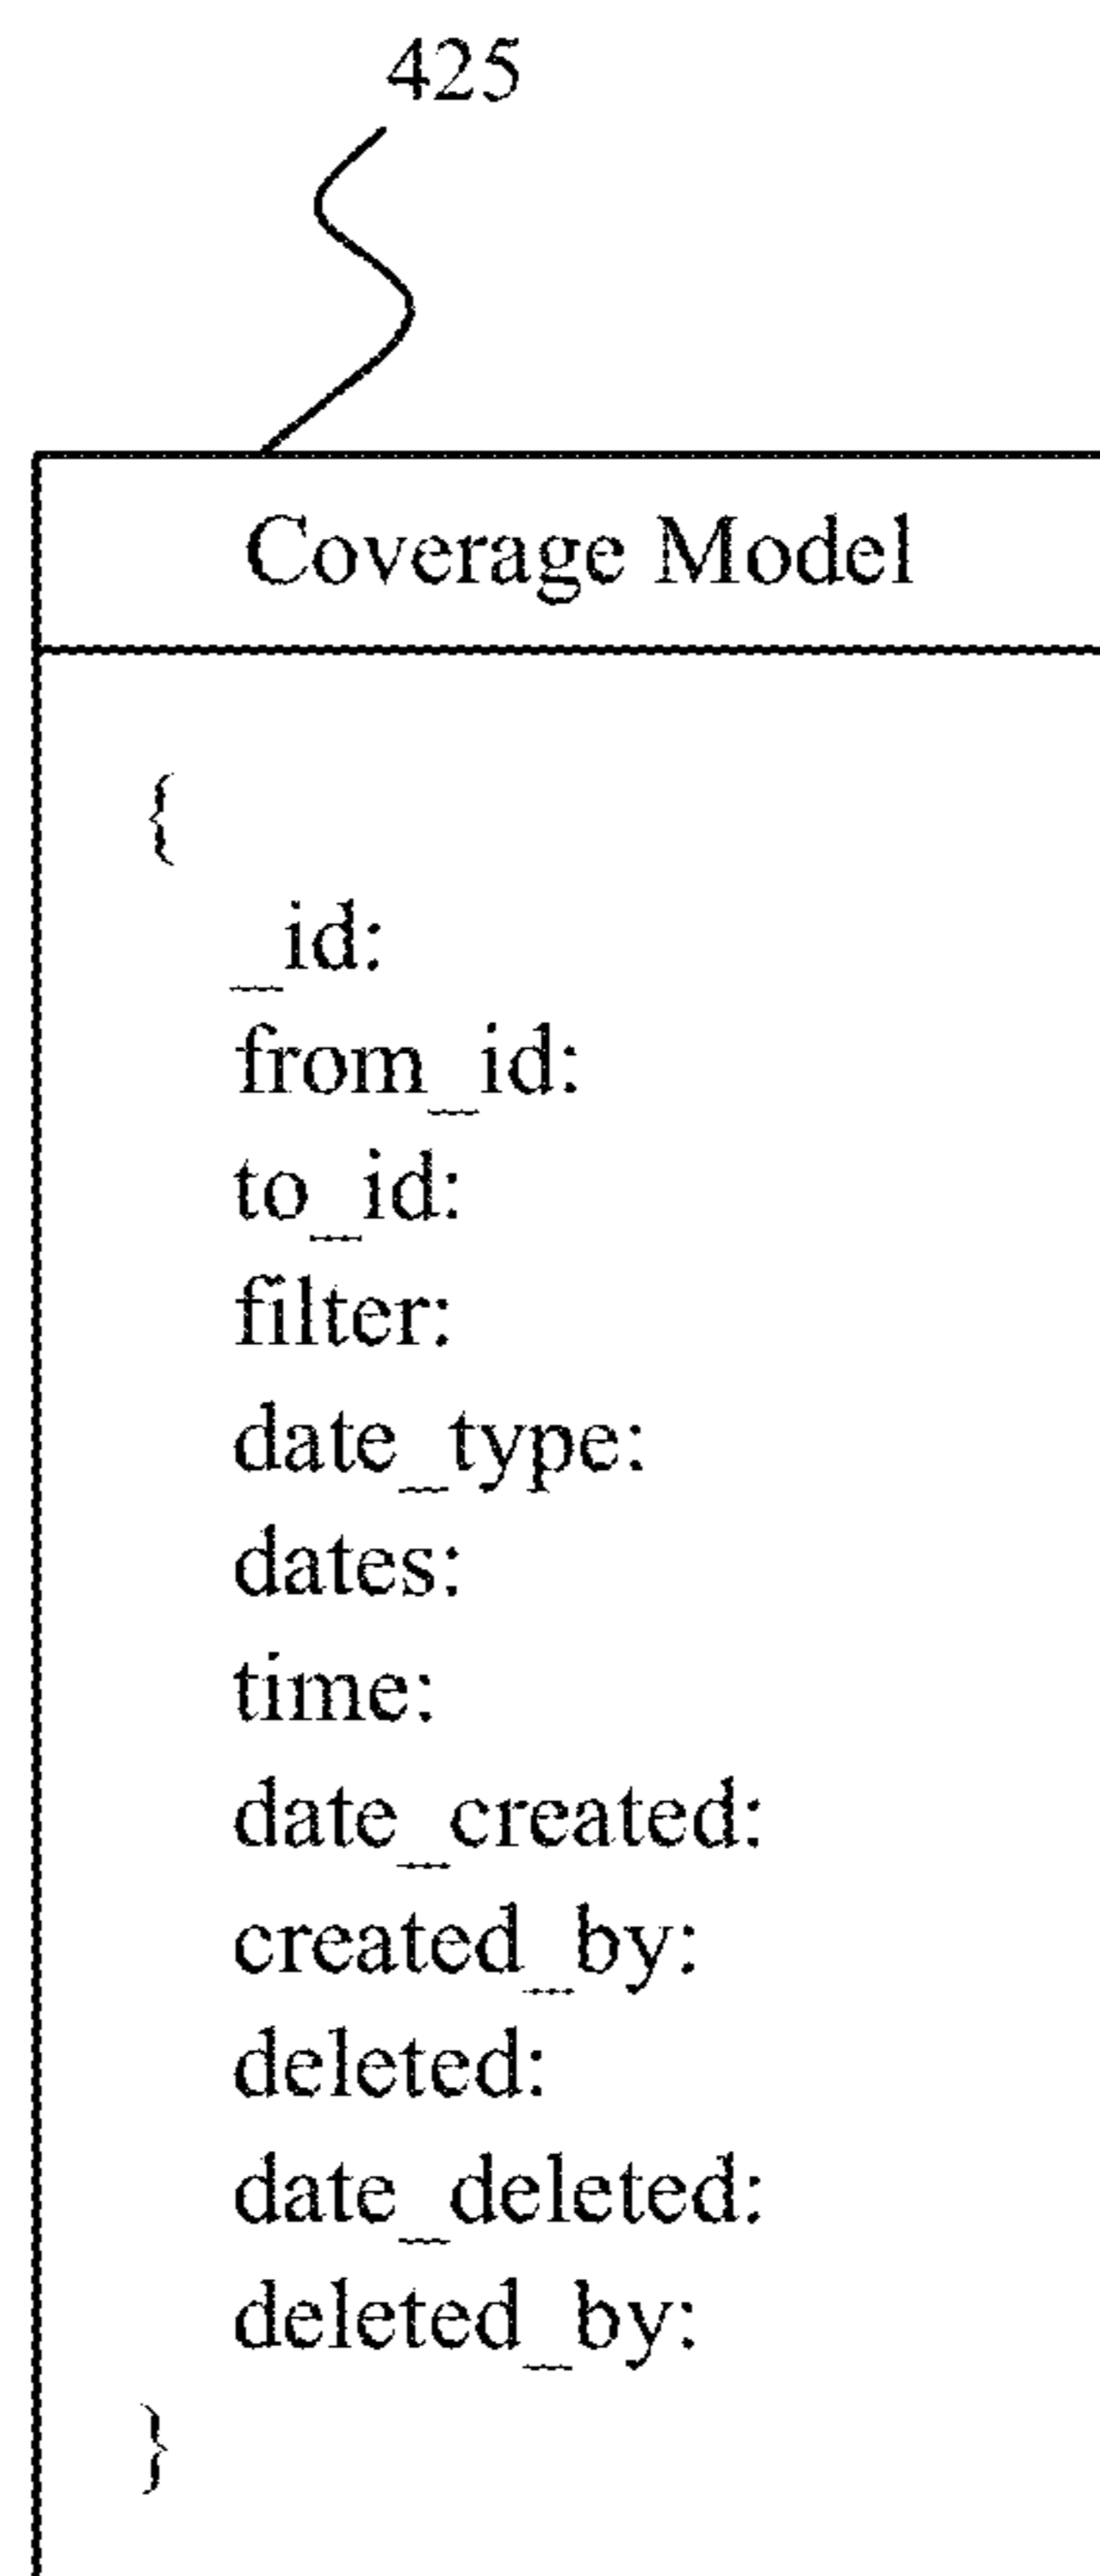 425
Coverage Model
{
_id:
from_id:
to_id:
filter:
date_type:
dates:
time:
date_created:
created_by:
deleted:
date_deleted:
deleted_by:
}